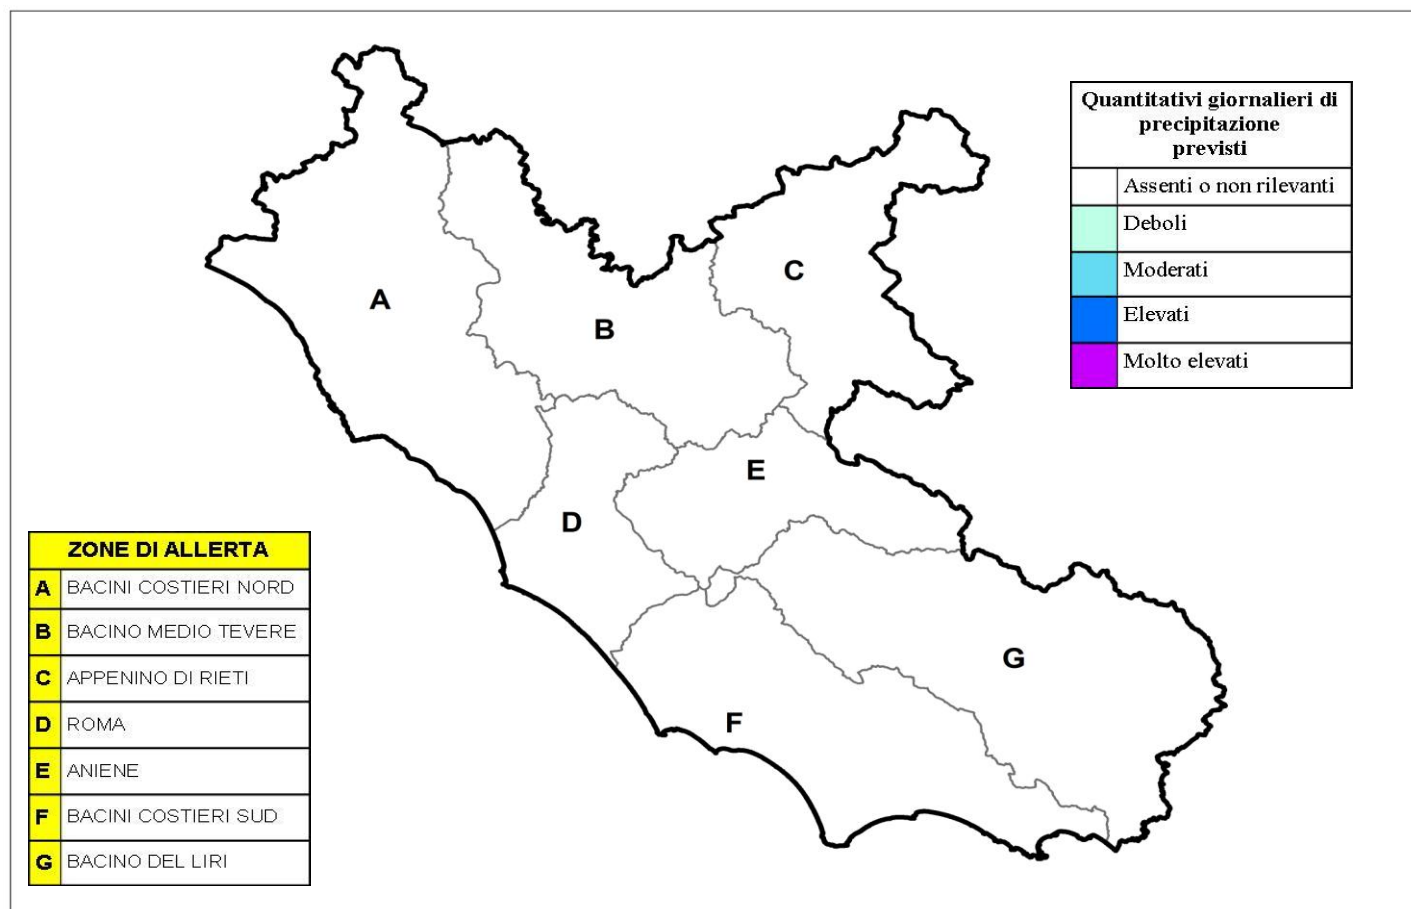 Quantitativi giornalieri di
precipitazione
previsti
Assenti o non rilevanti
Deboli
Moderati
Elevati
Molto elevati
A
B
C
D
E
F
G
ZONE DI ALLERTA
A BACINI COSTIERI NORD
B BACINO MEDIO TEVERE
C APPENINO DI RIETI
D ROMA
E ANIENE
F BACINI COSTIERI SUD
G BACINO DEL LIRI